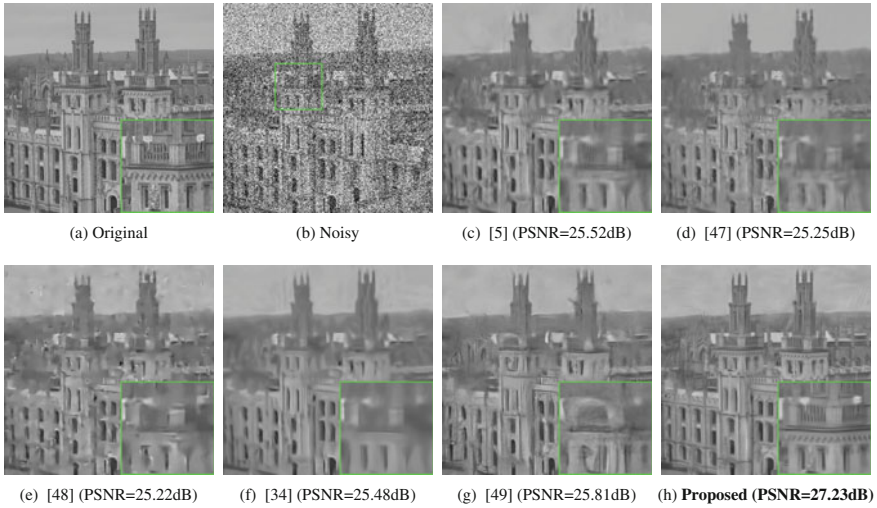 (a) Original
(b) Noisy
(c) [5] (PSNR=25.52dB)
(d) [47] (PSNR=25.25dB)
(e) [48] (PSNR=25.22dB)
(f) [34] (PSNR=25.48dB)
(g) [49] (PSNR=25.81dB)
(h) Proposed (PSNR=27.23dB)